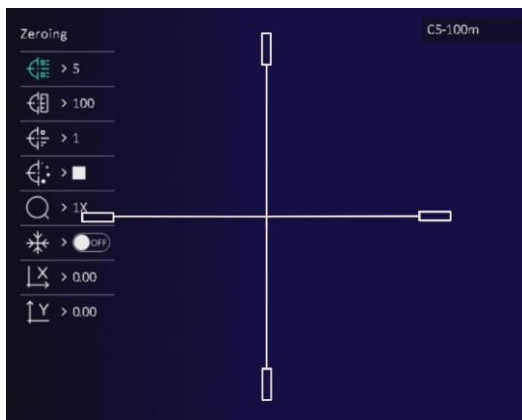 Zeroing
C5-100m
> 5
> 100
> 1
>
> 1X
> OFF
X > 0.00
Y > 0.00